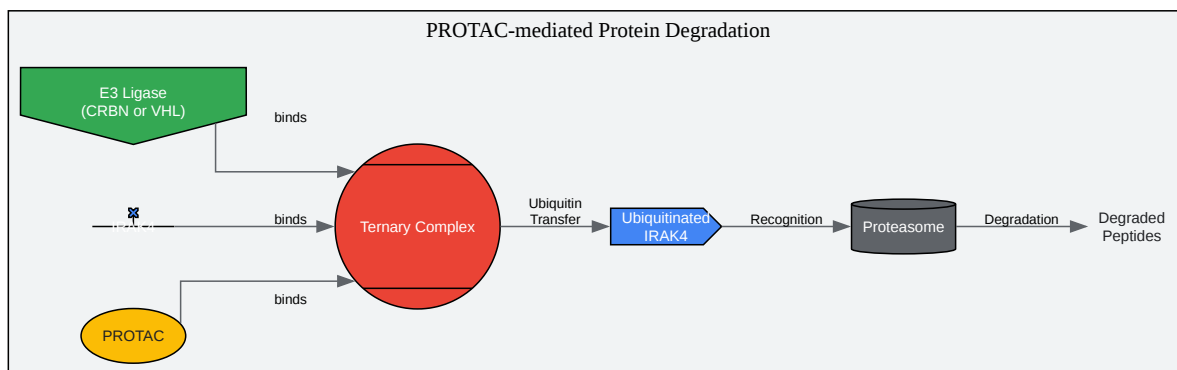 PROTAC-mediated Protein Degradation
E3 Ligase
(CRBN or VHL)
binds
IRAK4
binds
Ternary Complex
Ubiquitin
Transfer
Ubiquitinated
IRAK4
Recognition
Proteasome
Degradation
Degraded
Peptides
binds
PROTAC